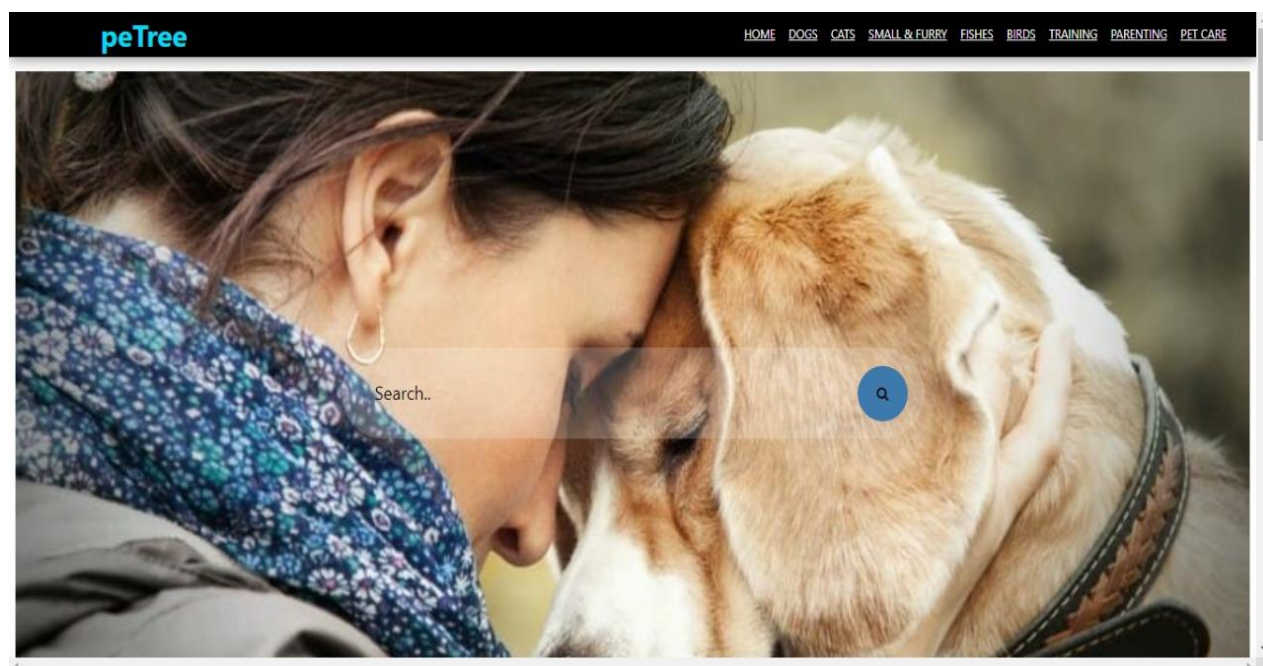 peTree
HOME DOGS CATS SMALL & FURRY FISHES BIRDS TRAINING PARENTING PET CARE
Search..